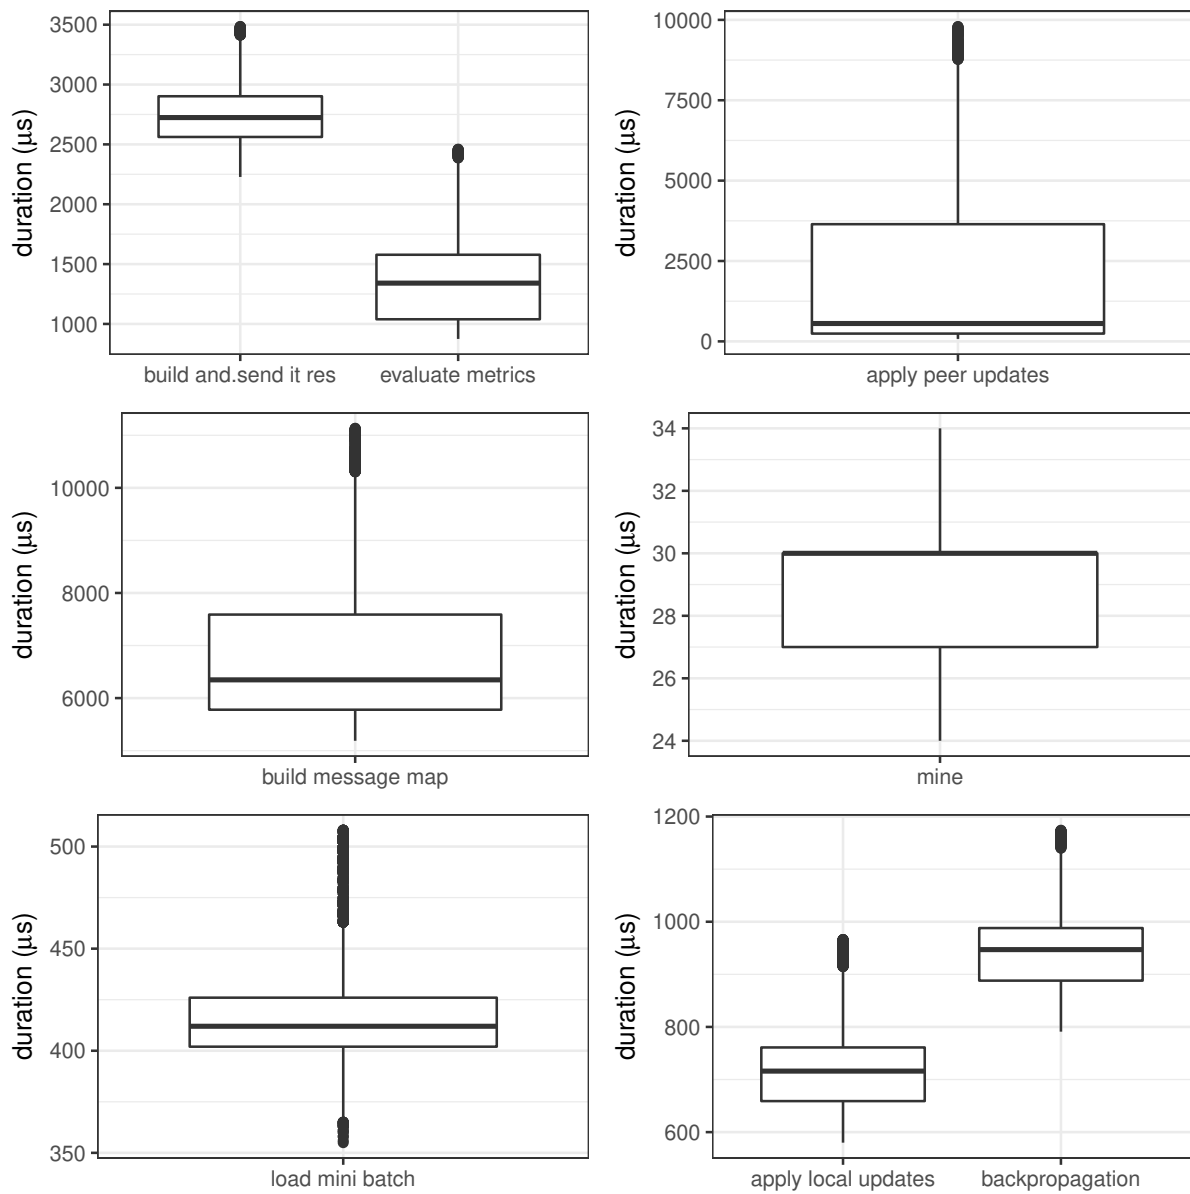 duration (µs)
3500
3000
2500
2000
1500
1000
build and.send it res
evaluate metrics
duration (µs)
10000
7500
5000
2500
0
apply peer updates
duration (µs)
10000
8000
6000
build message map
duration (µs)
34
32
30
28
26
24
mine
duration (µs)
500
450
400
350
load mini batch
duration (µs)
1200
1000
800
600
apply local updates
backpropagation